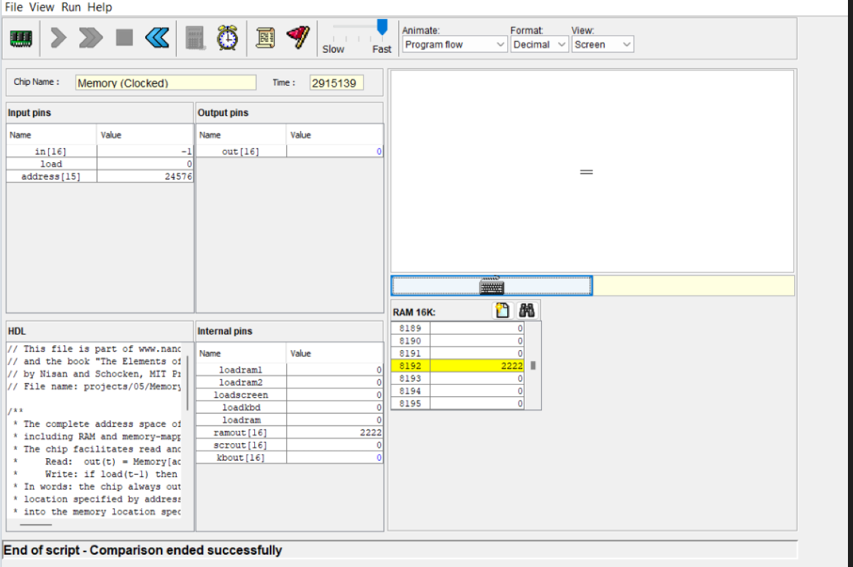 File View Run Help
Slow Fast
Animate: Format: View:
Program flow Decimal Screen
Chip Name : Memory (Clocked) Time : 2915139
Input pins
Name Value
in[16] -1
load 0
address[15] 24576
Output pins
Name Value
out[16] 0
HDL
// This file is part of www.nand
// and the book "The Elements of
// by Nisan and Schocken, MIT Pr
// File name: projects/05/Memory
/**
* The complete address space of
* including RAM and memory-mapp
* The chip facilitates read and
* Read: out(t) = Memory[ad
* Write: if load(t-1) then
* In words: the chip always out
* location specified by address
* into the memory location spec
Internal pins
Name Value
loadram1 0
loadram2 0
loadscreen 0
loadkbd 0
loadram 0
ramout[16] 2222
scrout[16] 0
kbout[16] 0
RAM 16K:
8189 0
8190 0
8191 0
8192 2222
8193 0
8194 0
8195 0
End of script - Comparison ended successfully